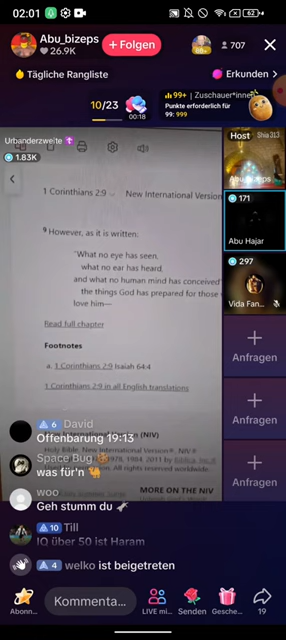 02:01
62
Abu_bizeps
26.9K
+ Folgen
707
Tägliche Rangliste
Erkunden >
10/23
00:18
99+ | Zuschauer*innen
Punkte erforderlich für
99: 999
Urbanderzweite
1.83K
Host
Shia313
Abu_bizeps
171
Abu Hajar
297
Vida Fan...
+
Anfragen
+
Anfragen
+
Anfragen
1 Corinthians 2:9
New International Version
9 However, as it is written:
"What no eye has seen,
what no ear has heard,
and what no human mind has conceived"
the things God has prepared for those
love him—
Read full chapter
Footnotes
a. 1 Corinthians 2:9 Isaiah 64:4
1 Corinthians 2:9 in all English translations
(NIV)
MORE ON THE NIV
6 David
Offenbarung 19:13
Space Bug
was für'n
woo
Geh stumm du
10 Till
IQ über 50 ist Haram
4 welko ist beigetreten
Abonn...
Kommenta...
LIVE mi...
Senden
Gesche...
19